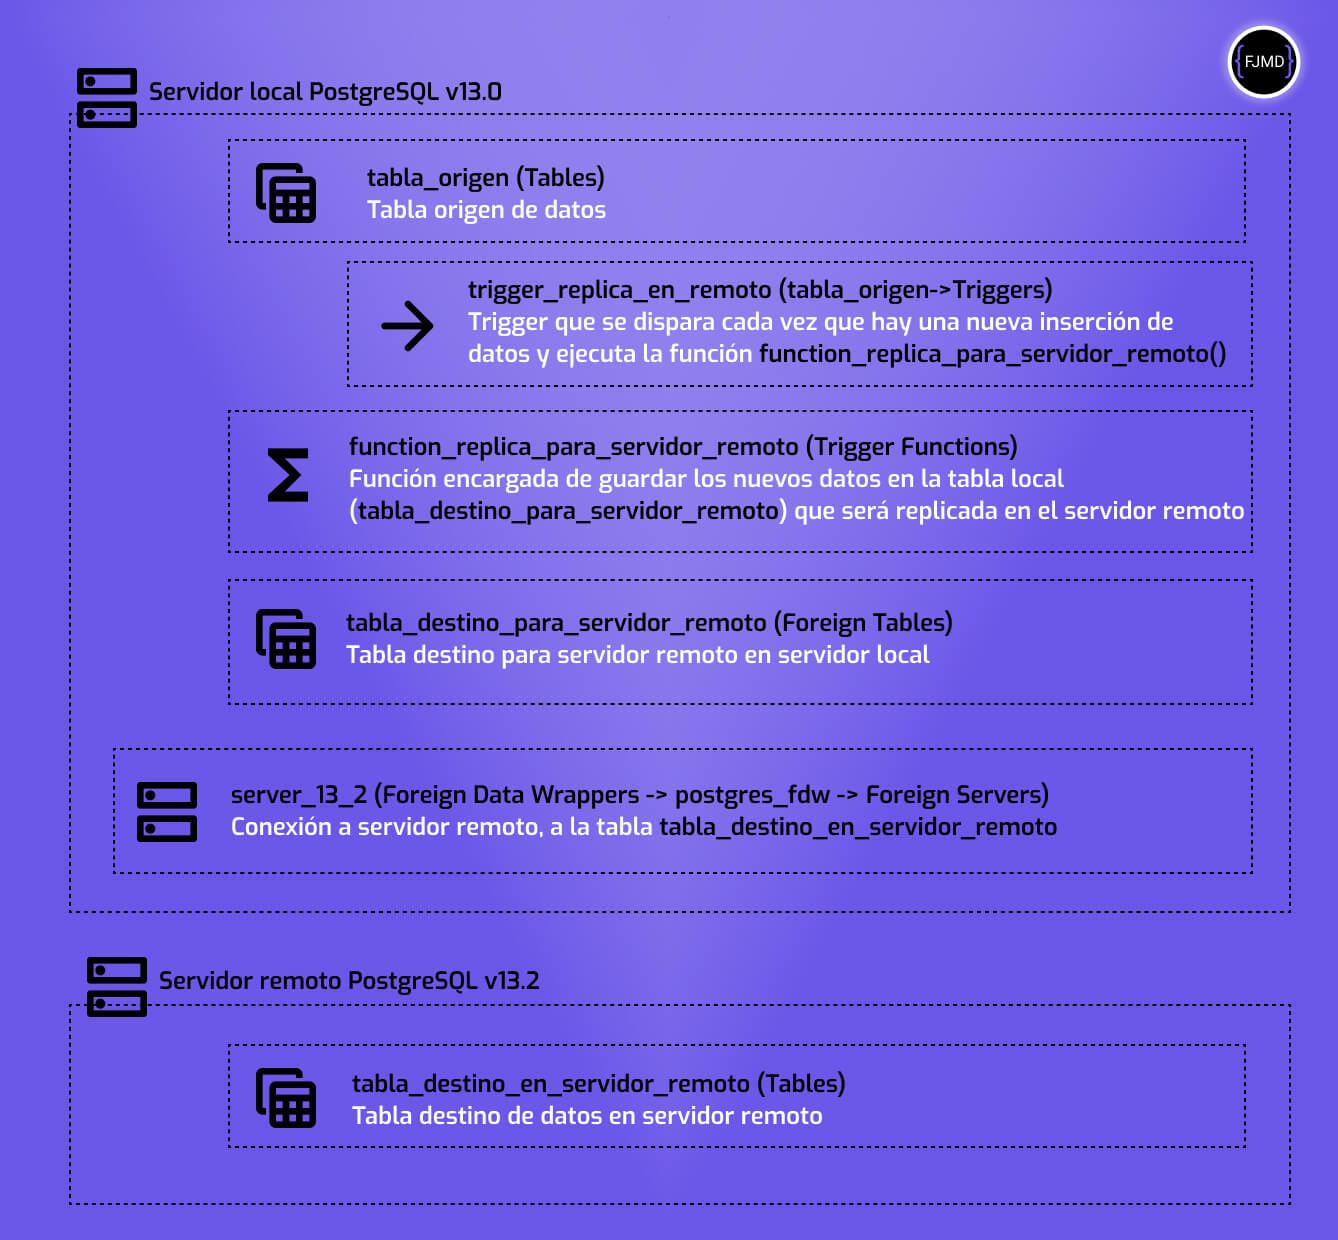 {FJMD}
Servidor local PostgreSQL v13.0
tabla_origen (Tables)
Tabla origen de datos
trigger_replica_en_remoto (tabla_origen->Triggers)
Trigger que se dispara cada vez que hay una nueva inserción de
datos y ejecuta la función function_replica_para_servidor_remoto()
function_replica_para_servidor_remoto (Trigger Functions)
Función encargada de guardar los nuevos datos en la tabla local
(tabla_destino_para_servidor_remoto) que será replicada en el servidor remoto
tabla_destino_para_servidor_remoto (Foreign Tables)
Tabla destino para servidor remoto en servidor local
server_13_2 (Foreign Data Wrappers -> postgres_fdw -> Foreign Servers)
Conexión a servidor remoto, a la tabla tabla_destino_en_servidor_remoto
Servidor remoto PostgreSQL v13.2
tabla_destino_en_servidor_remoto (Tables)
Tabla destino de datos en servidor remoto